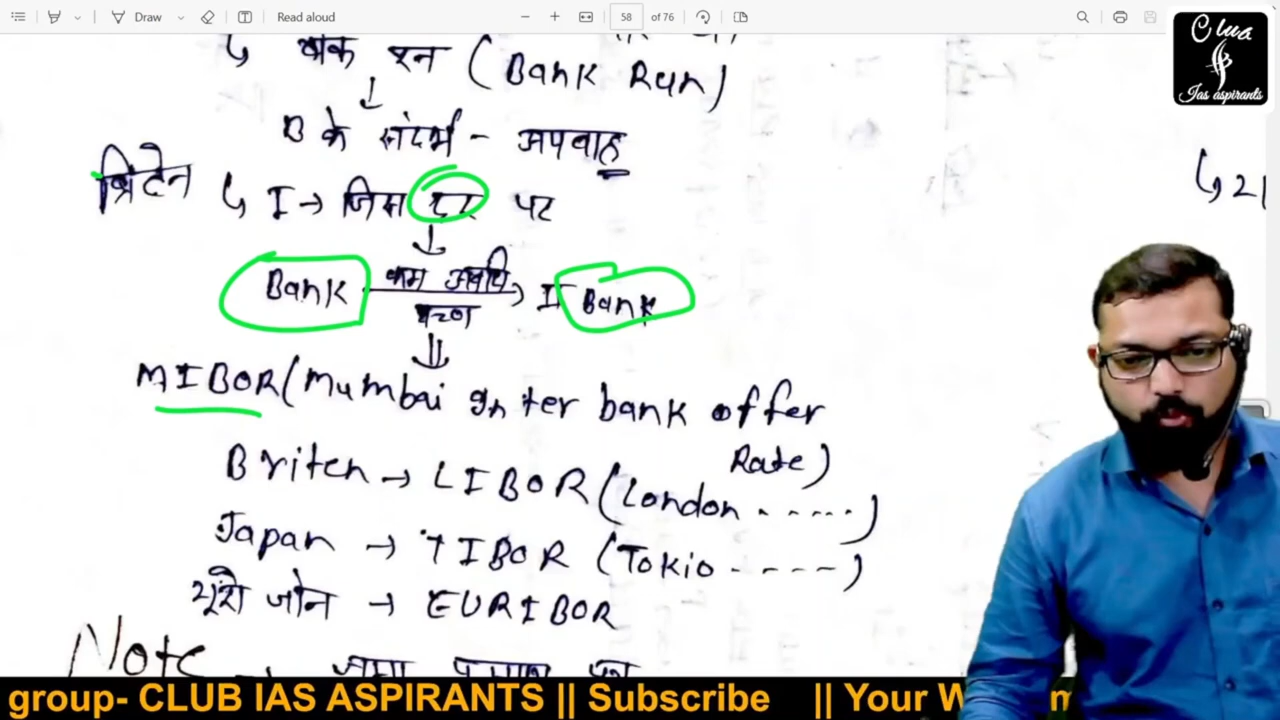 Draw
Read aloud
58
of 76
Clua
Ias aspirants
↳ बैंक रन (Bank Run)
↓
B के संदर्भ - अपवाह
ब्रिटेन ↳ I → जिस दर पर
↓
Bank कम अवधि ऋण → I Bank
⇓
MIBOR (Mumbai Inter bank offer
Rate)
Briten → LIBOR (London ......)
Japan → TIBOR (Tokio -----)
यूरो जोन → EURIBOR
Note →
group- CLUB IAS ASPIRANTS || Subscribe || Your W